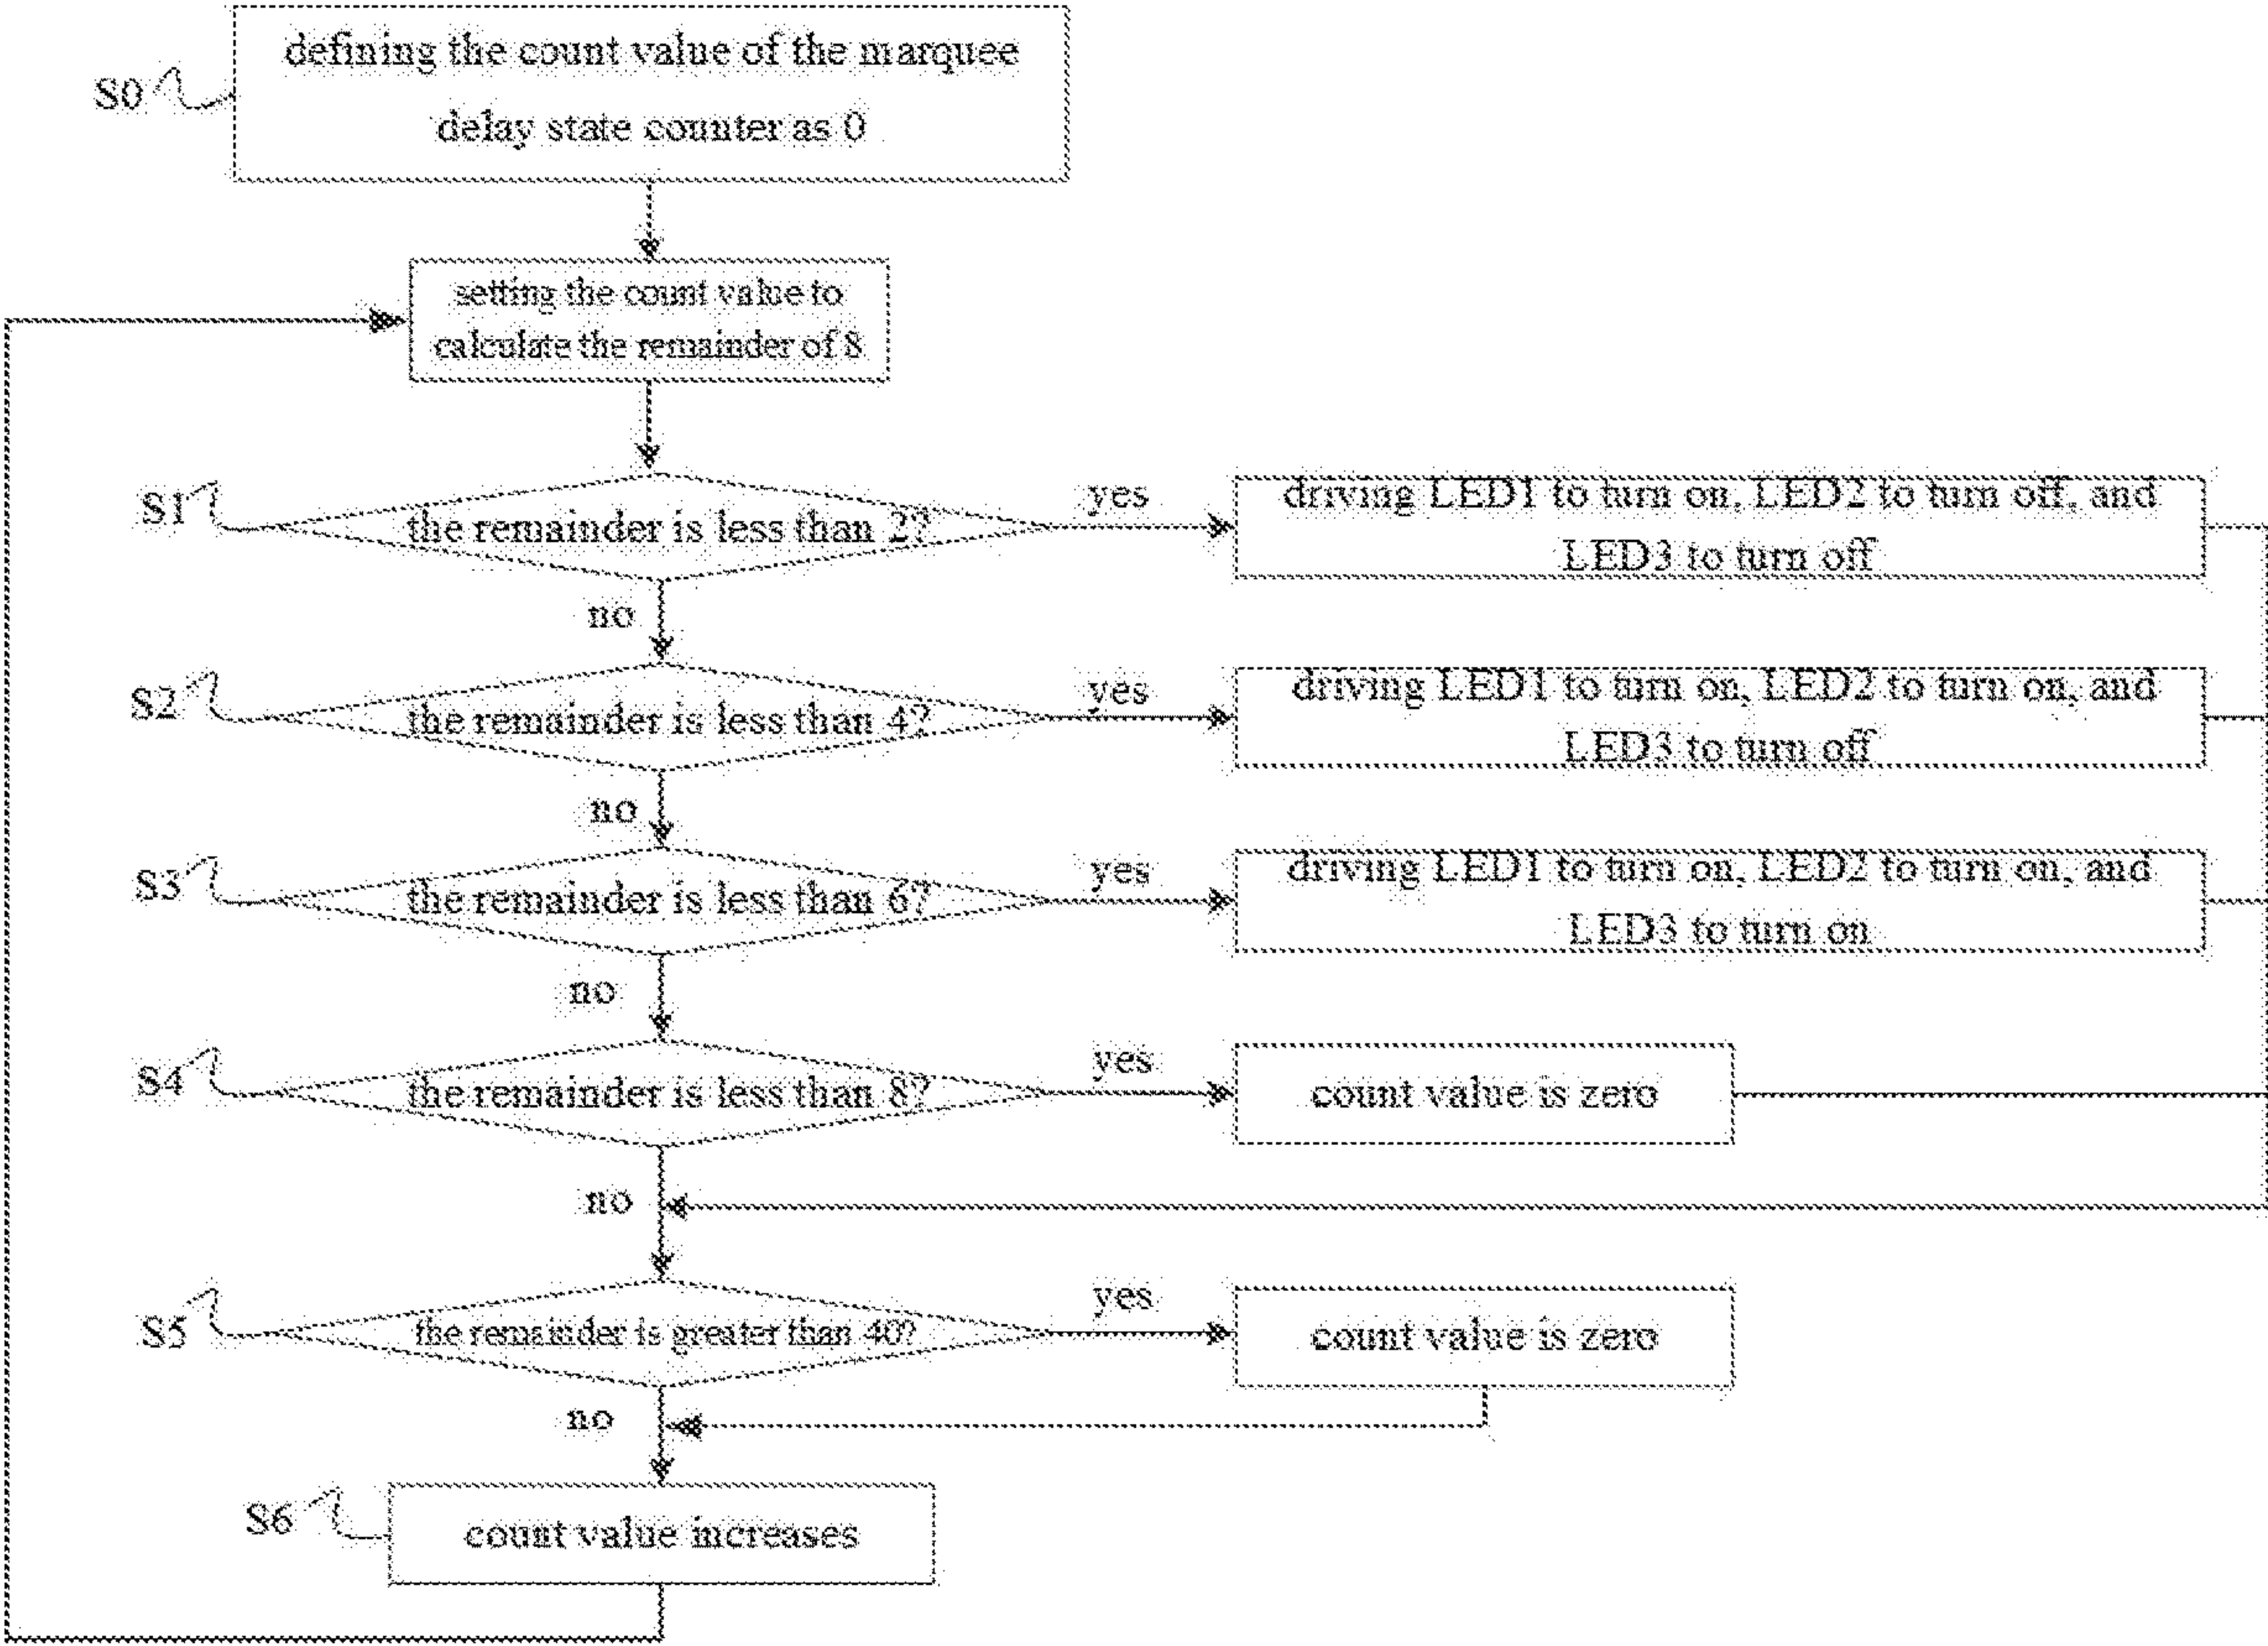 defining the count value of the marquee
delay state counter as 0
S0
setting the count value to
calculate the remainder of 8
S1
the remainder is less than 2?
yes
driving LED1 to turn on, LED2 to turn off, and
LED3 to turn off
no
S2
the remainder is less than 4?
yes
driving LED1 to turn on, LED2 to turn on, and
LED3 to turn off
no
S3
the remainder is less than 6?
yes
driving LED1 to turn on, LED2 to turn on, and
LED3 to turn on
no
S4
the remainder is less than 8?
yes
count value is zero
no
S5
the remainder is greater than 40?
yes
count value is zero
no
S6
count value increases